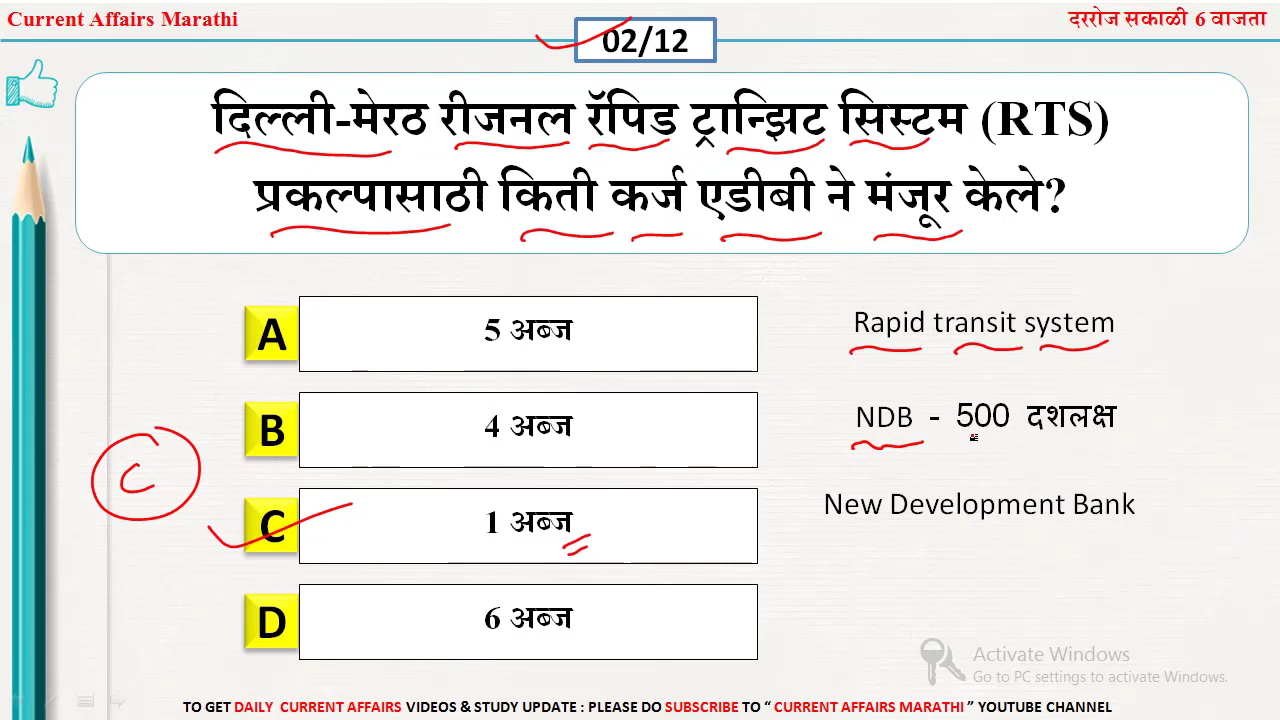 Current Affairs Marathi
दररोज सकाळी 6 वाजता
02/12
दिल्ली-मेरठ रीजनल रॅपिड ट्रान्झिट सिस्टम (RTS)
प्रकल्पासाठी किती कर्ज एडीबी ने मंजूर केले?
A
5 अब्ज
Rapid transit system
B
4 अब्ज
NDB - 500 दशलक्ष
C
C
1 अब्ज
New Development Bank
D
6 अब्ज
Activate Windows
Go to PC settings to activate Windows.
TO GET DAILY CURRENT AFFAIRS VIDEOS & STUDY UPDATE : PLEASE DO SUBSCRIBE TO “ CURRENT AFFAIRS MARATHI ” YOUTUBE CHANNEL